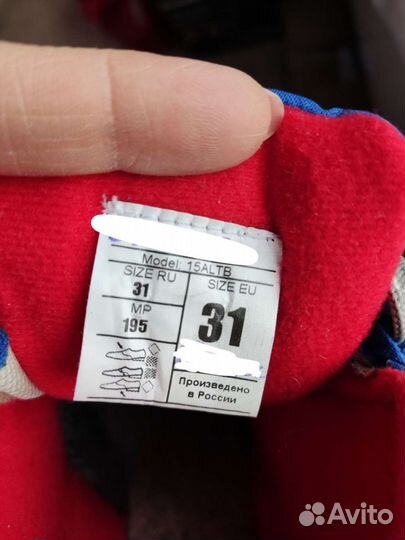 Model: 15ALTB
SIZE RU
31
MP
195
SIZE EU
31
Произведено
в России
Avito